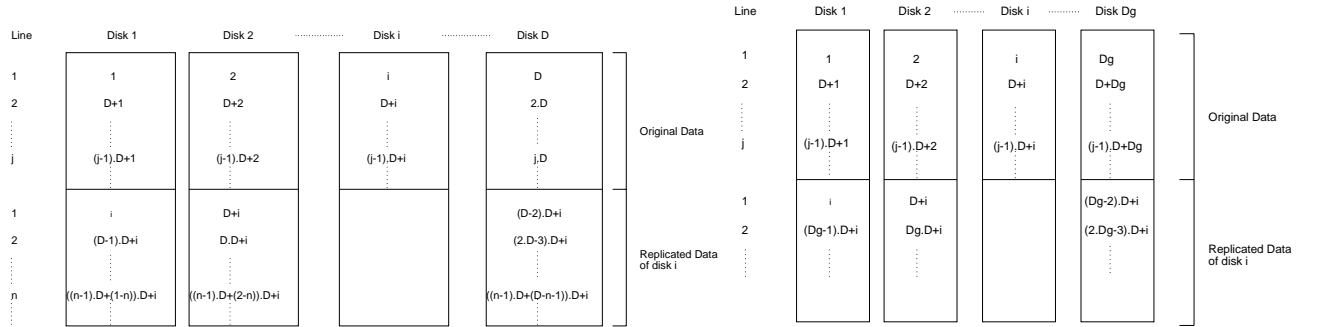 Line Disk 1 Disk 2 Disk i Disk D
1 1 2 i D
2 D+1 D+2 D+i 2.D
j (j-1).D+1 (j-1).D+2 (j-1).D+i j.D
Original Data
1 i D+i (D-2).D+i
2 (D-1).D+i D.D+i (2.D-3).D+i
n ((n-1).D+(1-n)).D+i ((n-1).D+(2-n)).D+i ((n-1).D+(D-n-1)).D+i
Replicated Data
of disk i
Line Disk 1 Disk 2 Disk i Disk Dg
1 1 2 i Dg
2 D+1 D+2 D+i D+Dg
j (j-1).D+1 (j-1).D+2 (j-1).D+i (j-1).D+Dg
Original Data
1 i D+i (Dg-2).D+i
2 (Dg-1).D+i Dg.D+i (2.Dg-3).D+i
Replicated Data
of disk i